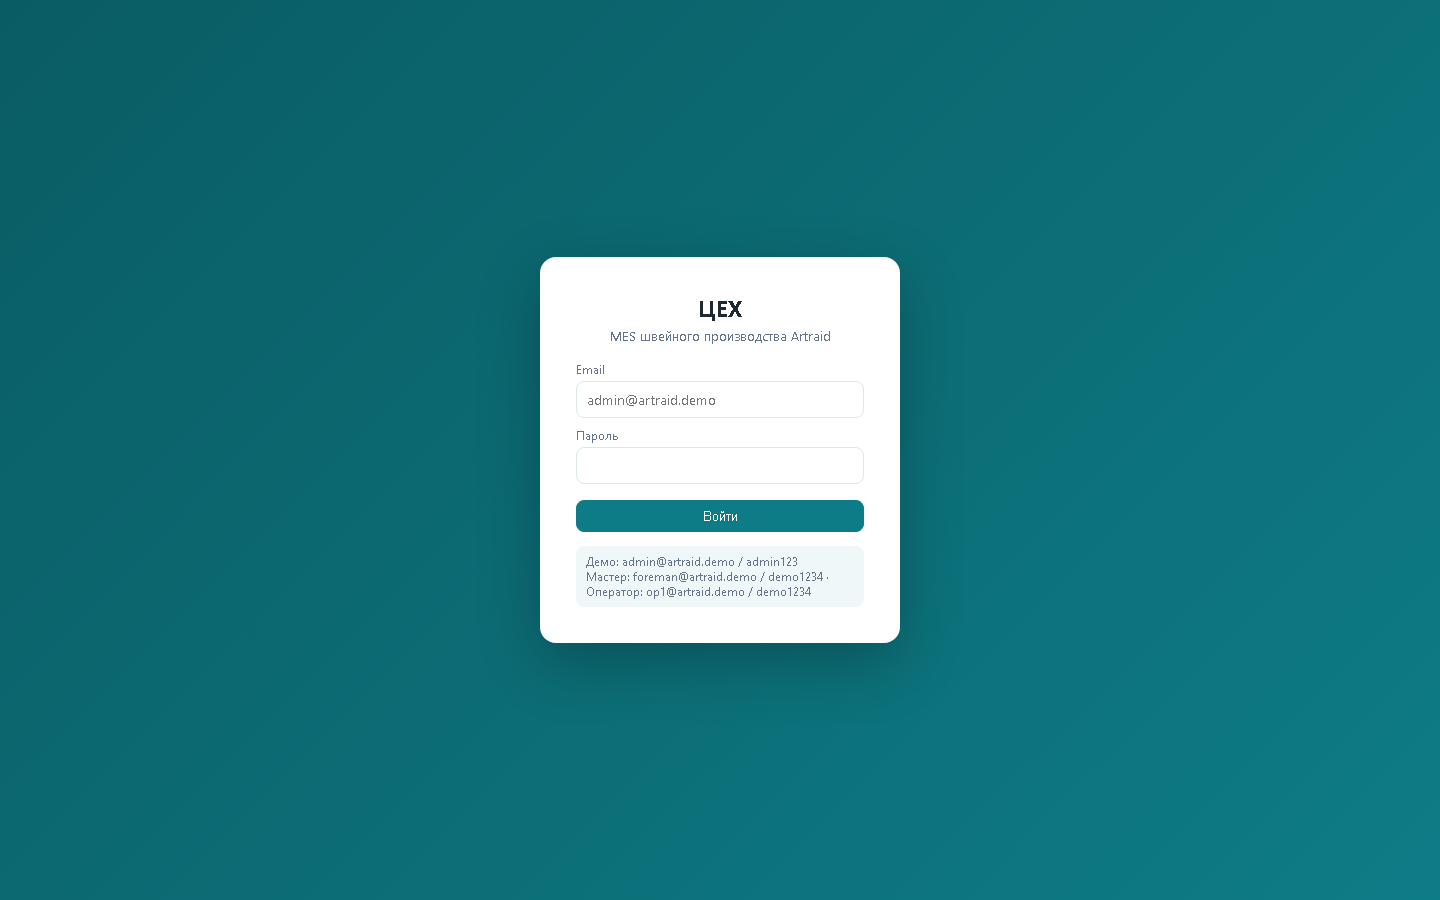 ЦЕХ
MES швейного производства Artraid
Email
admin@artraid.demo
Пароль
Войти
Демо: admin@artraid.demo / admin123
Мастер: foreman@artraid.demo / demo1234 ·
Оператор: op1@artraid.demo / demo1234